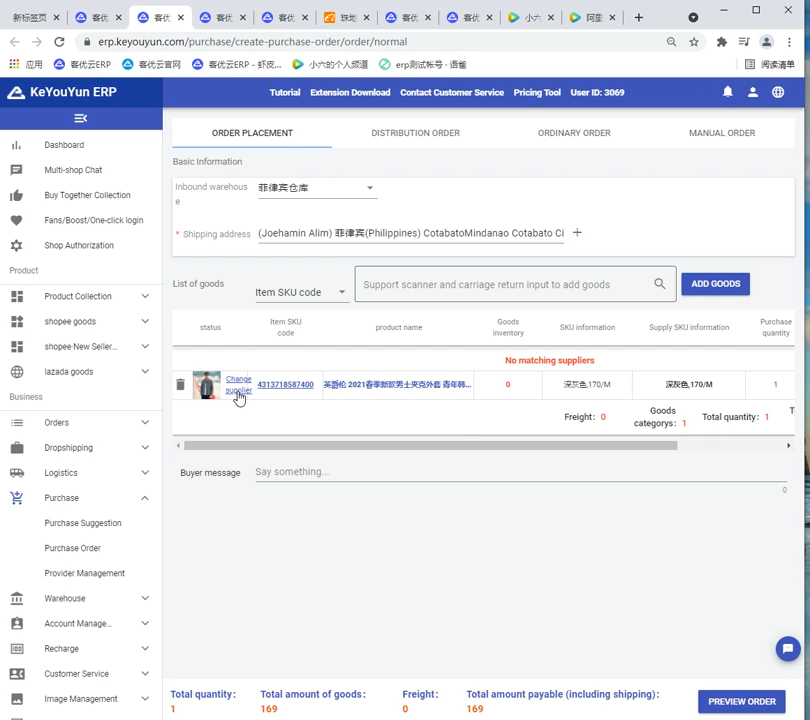 新标签页
客优
客优
客优
客优
珠地
客优
客优
小六
阿里
erp.keyouyun.com/purchase/create-purchase-order/order/normal
应用
客优云ERP
客优云官网
客优云ERP - 虾皮...
小六的个人频道
erp测试帐号 · 语雀
阅读清单
KeYouYun ERP
Tutorial Extension Download Contact Customer Service Pricing Tool User ID: 3069
Dashboard
Multi-shop Chat
Buy Together Collection
Fans/Boost/One-click login
Shop Authorization
Product
Product Collection
shopee goods
shopee-New Seller...
lazada goods
Business
Orders
Dropshipping
Logistics
Purchase
Purchase Suggestion
Purchase Order
Provider Management
Warehouse
Account Manage...
Recharge
Customer Service
Image Management
ORDER PLACEMENT DISTRIBUTION ORDER ORDINARY ORDER MANUAL ORDER
Basic Information
Inbound warehous
e
菲律宾仓库
* Shipping address (Joehamin Alim) 菲律宾(Philippines) CotabatoMindanao Cotabato Ci
List of goods
Item SKU code
Support scanner and carriage return input to add goods
ADD GOODS
status
Item SKU
code
product name
Goods
inventory
SKU information
Supply SKU information
Purchase
quantity
No matching suppliers
Change
supplier
4313718587400
英爵伦 2021春季新款男士夹克外套 青年韩...
0
深灰色,170/M
深灰色,170/M
1
Freight: 0
Goods
categorys: 1
Total quantity: 1
Buyer message
Say something...
0
Total quantity:
1
Total amount of goods:
169
Freight:
0
Total amount payable (including shipping):
169
PREVIEW ORDER